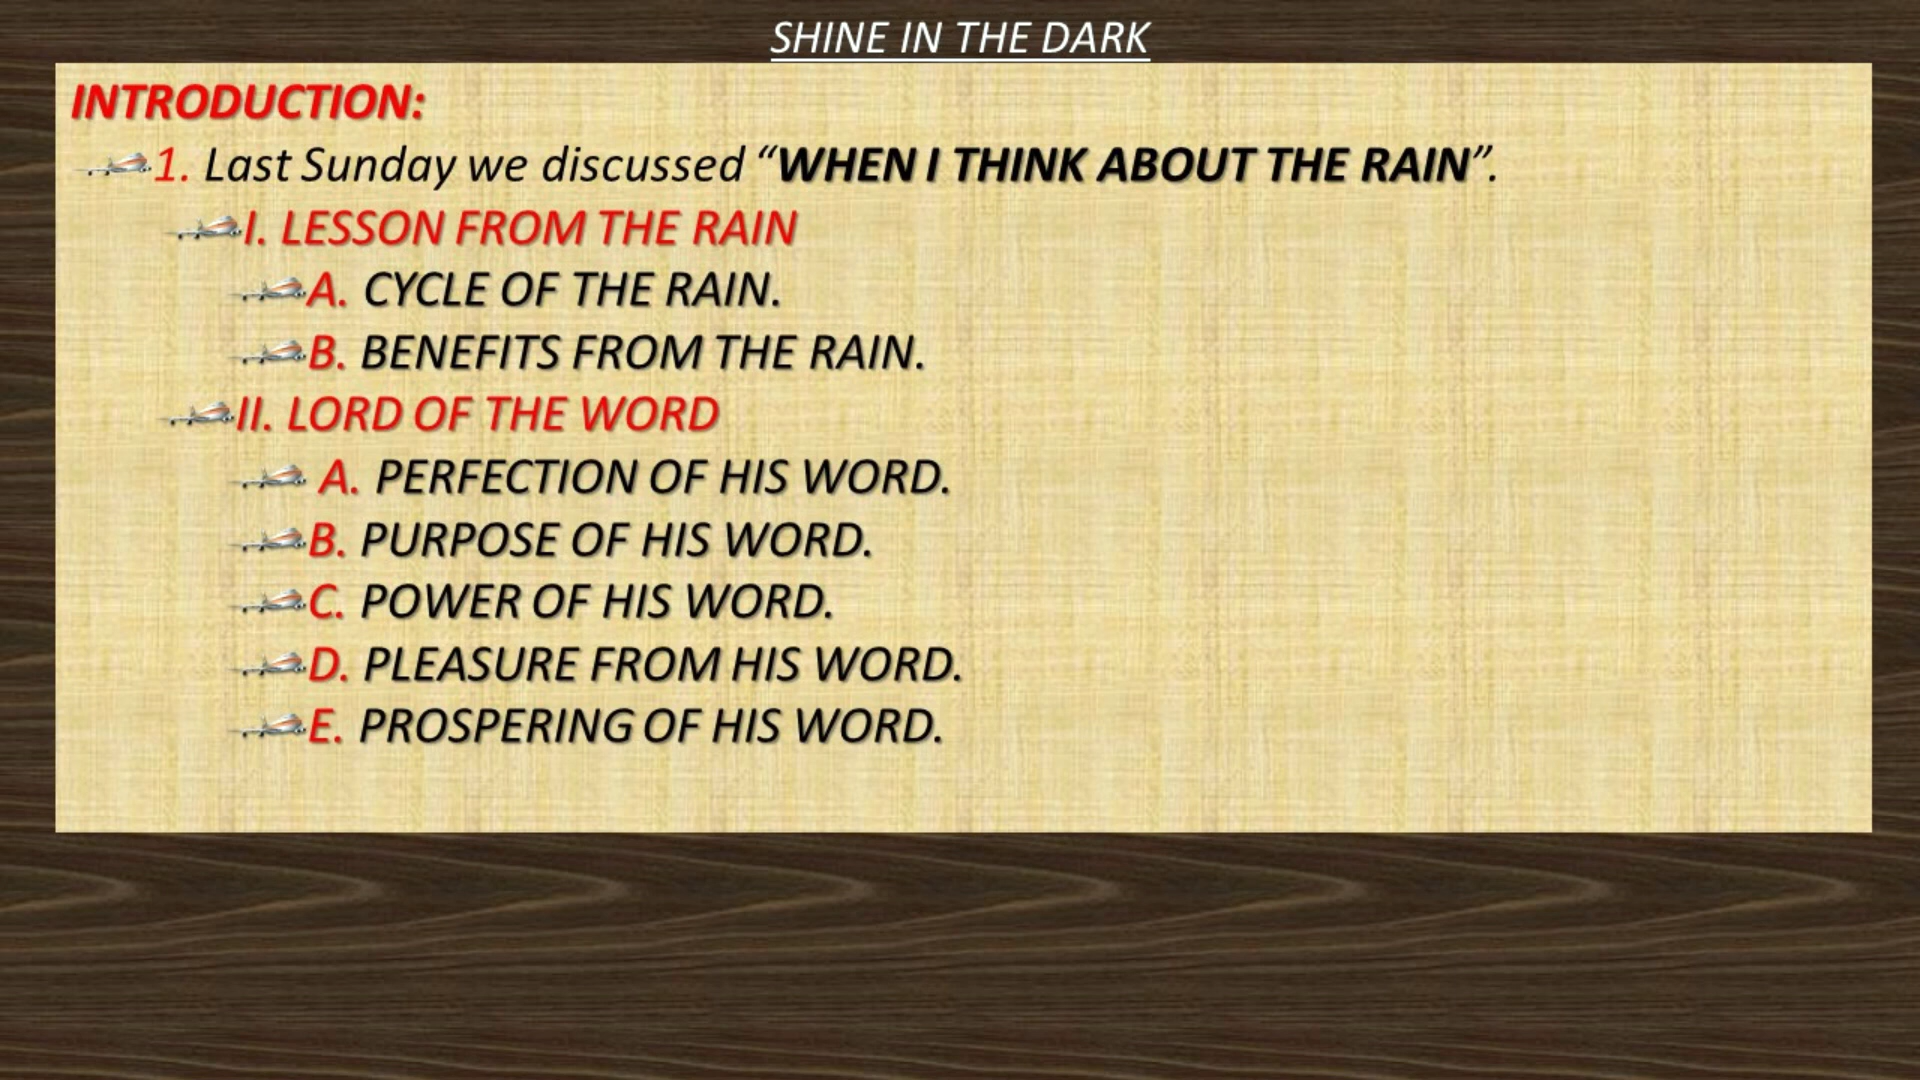 SHINE IN THE DARK
INTRODUCTION:
1. Last Sunday we discussed “WHEN I THINK ABOUT THE RAIN”.
I. LESSON FROM THE RAIN
A. CYCLE OF THE RAIN.
B. BENEFITS FROM THE RAIN.
II. LORD OF THE WORD
A. PERFECTION OF HIS WORD.
B. PURPOSE OF HIS WORD.
C. POWER OF HIS WORD.
D. PLEASURE FROM HIS WORD.
E. PROSPERING OF HIS WORD.